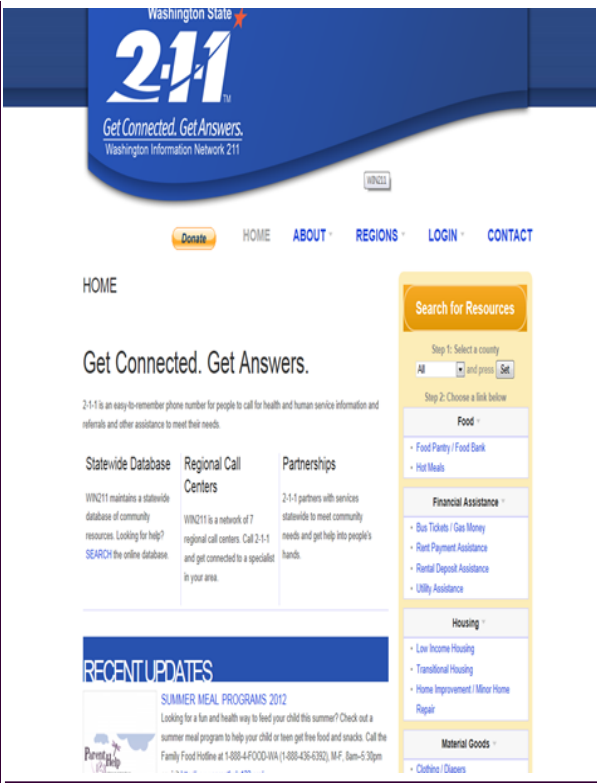 Washington State
2-1-1
TM
Get Connected. Get Answers.
Washington Information Network 211
WIN211
Donate
HOME
ABOUT
REGIONS
LOGIN
CONTACT
HOME
Get Connected. Get Answers.
2-1-1 is an easy-to-remember phone number for people to call for health and human service information and
referrals and other assistance to meet their needs.
Statewide Database
WIN211 maintains a statewide
database of community
resources. Looking for help?
SEARCH the online database.
Regional Call
Centers
WIN211 is a network of 7
regional call centers. Call 2-1-1
and get connected to a specialist
in your area.
Partnerships
2-1-1 partners with services
statewide to meet community
needs and get help into people's
hands.
RECENT UPDATES
Parent Help
SUMMER MEAL PROGRAMS 2012
Looking for a fun and health way to feed your child this summer? Check out a
summer meal program to help your child or teen get free food and snacks. Call the
Family Food Hotline at 1-888-4-FOOD-WA (1-888-436-6392), M-F, 8am–5:30pm
Search for Resources
Step 1: Select a county
All and press Set
Step 2: Choose a link below
Food
Food Pantry / Food Bank
Hot Meals
Financial Assistance
Bus Tickets / Gas Money
Rent Payment Assistance
Rental Deposit Assistance
Utility Assistance
Housing
Low Income Housing
Transitional Housing
Home Improvement / Minor Home
Repair
Material Goods
Clothing / Diapers